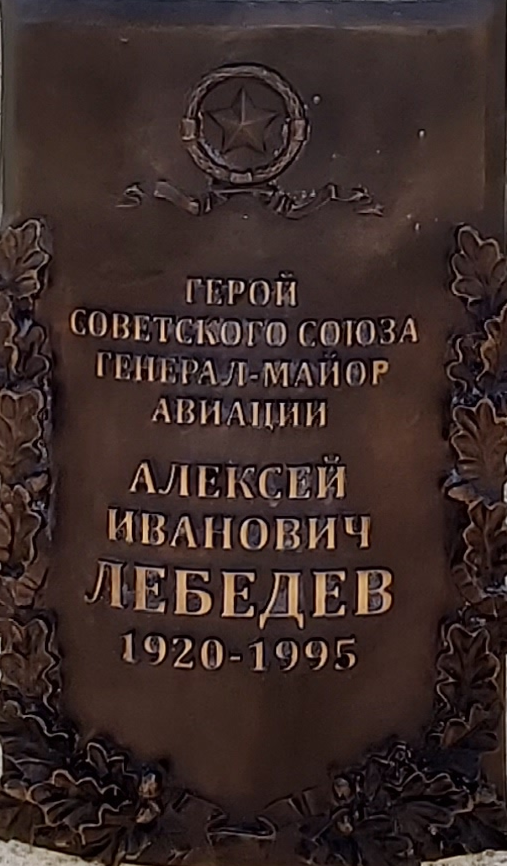 ГЕРОЙ
СОВЕТСКОГО СОЮЗА
ГЕНЕРАЛ-МАЙОР
АВИАЦИИ
АЛЕКСЕЙ
ИВАНОВИЧ
ЛЕБЕДЕВ
1920-1995